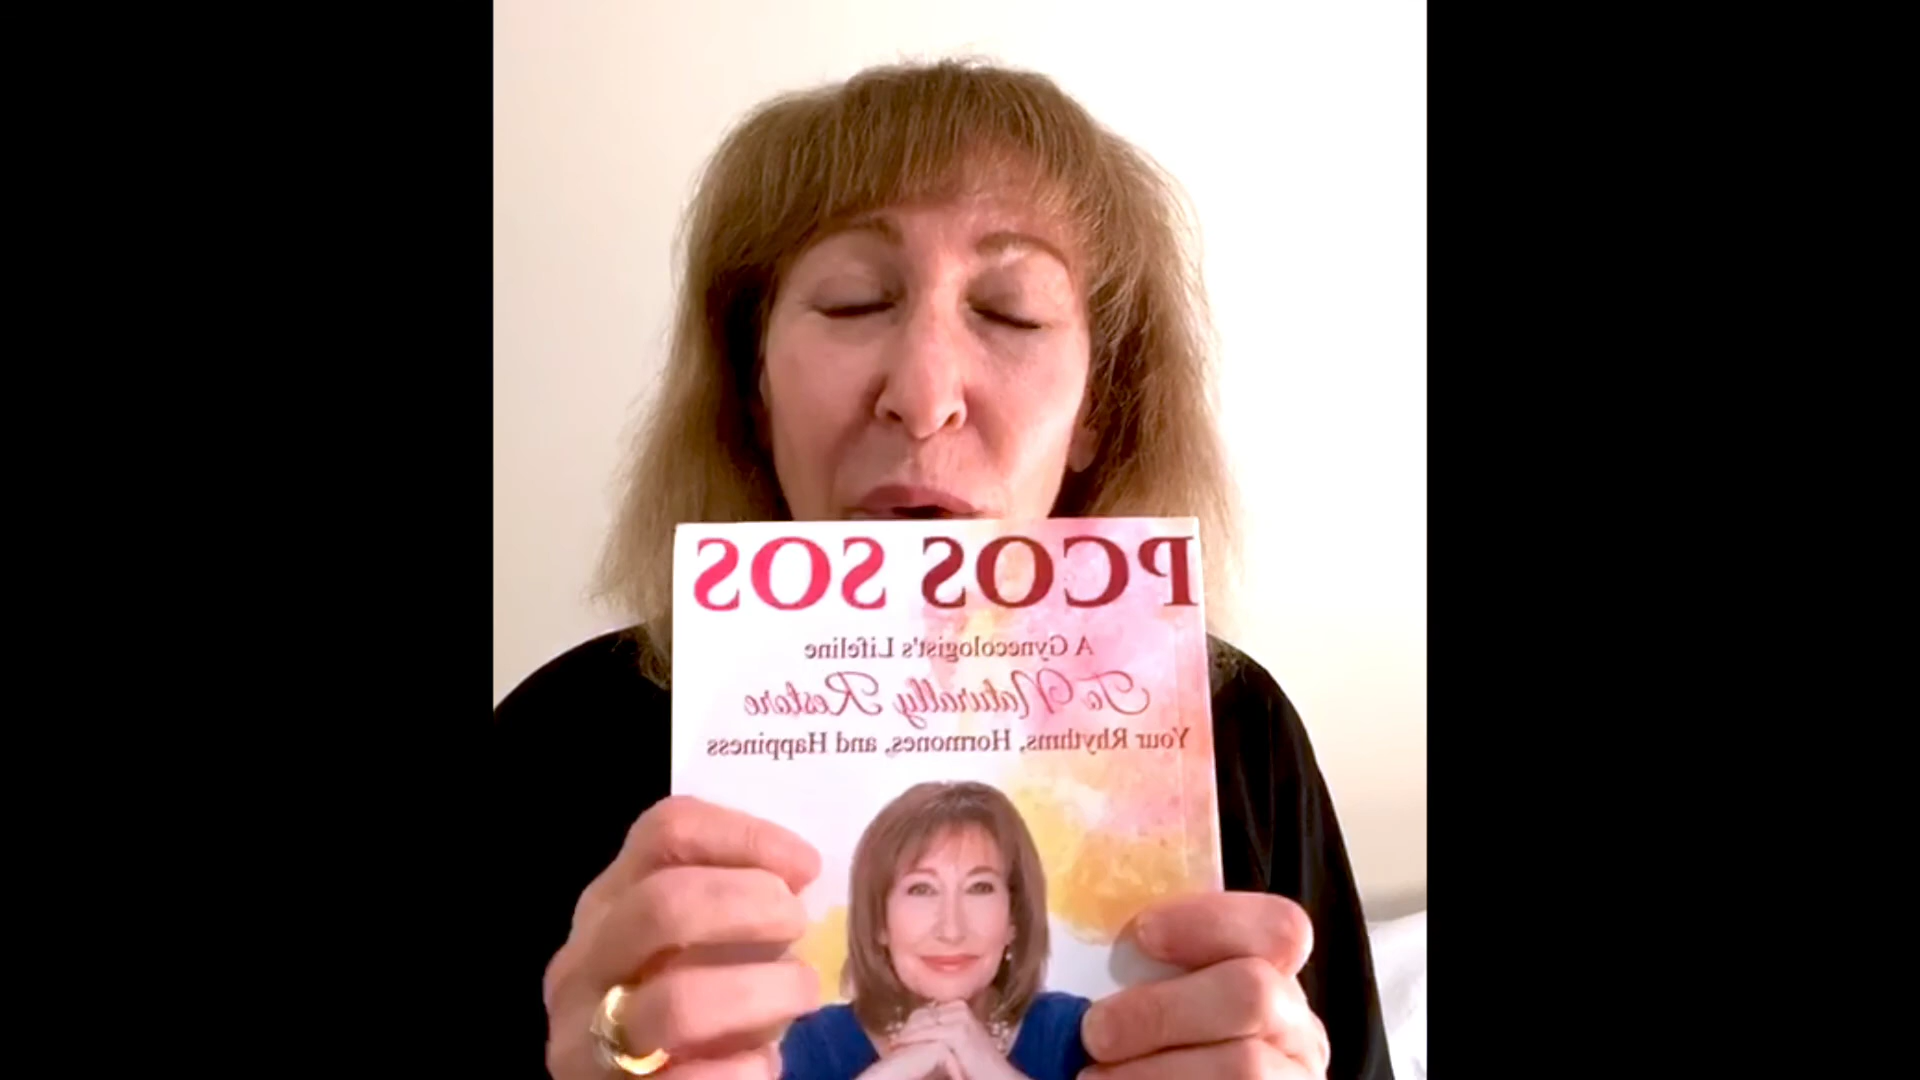 PCOS SOS
A Gynecologist's Lifeline
To Naturally Restore
Your Rhythms, Hormones, and Happiness